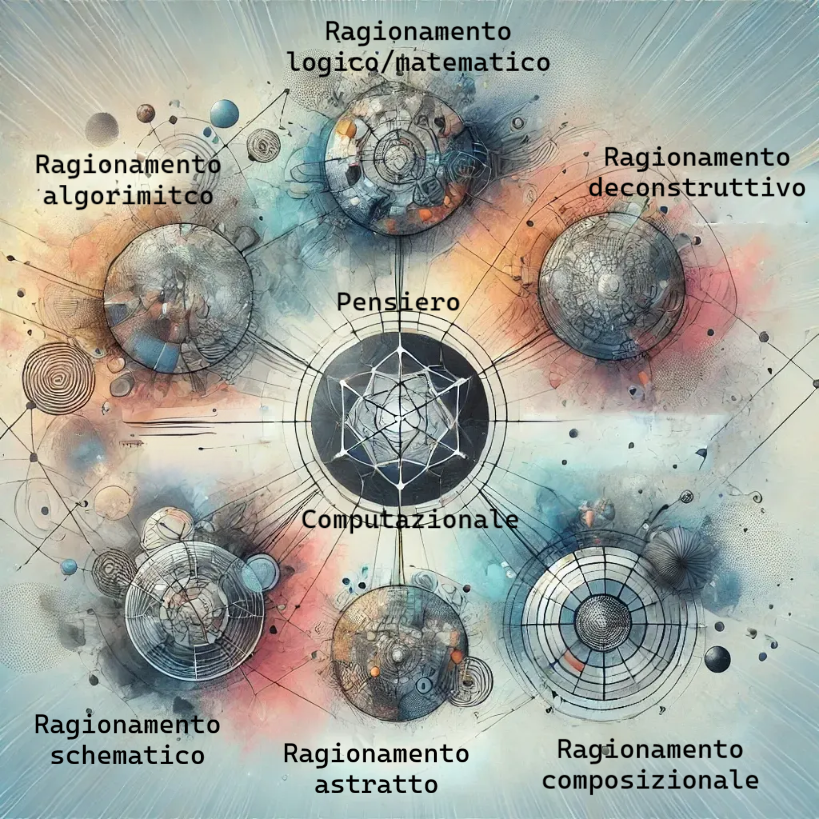 Ragionamento
logico/matematico
Ragionamento
deconstruttivo
Ragionamento
algorimitco
Pensiero
Computazionale
Ragionamento
schematico
Ragionamento
astratto
Ragionamento
composizionale